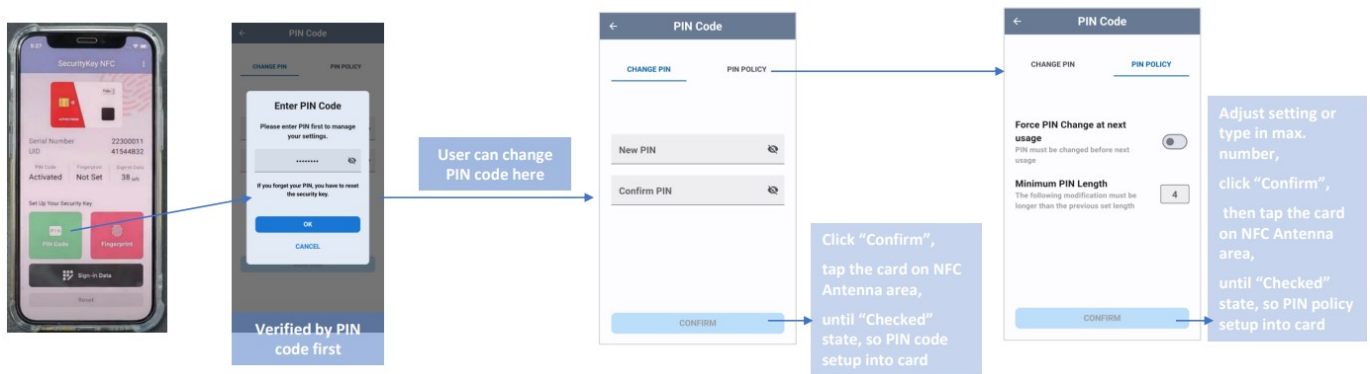 9:27
SecurityKey NFC
Serial Number 22300011
UID 41544832
PIN Code Fingerprint Sign-in Data
Activated Not Set 38 left
Set Up Your Security Key
PIN Code
Fingerprint
Sign-in Data
Reset
PIN Code
CHANGE PIN PIN POLICY
Enter PIN Code
Please enter PIN first to manage
your settings.
••••••••
If you forget your PIN, you have to reset
the security key.
OK
CANCEL
Verified by PIN
code first
User can change
PIN code here
PIN Code
CHANGE PIN PIN POLICY
New PIN
Confirm PIN
CONFIRM
Click “Confirm”,
tap the card on NFC
Antenna area,
until “Checked”
state, so PIN code
setup into card
PIN Code
CHANGE PIN PIN POLICY
Force PIN Change at next
usage
PIN must be changed before next
usage
Minimum PIN Length
The following modification must be
longer than the previous set length
4
CONFIRM
Adjust setting or
type in max.
number,
click “Confirm”,
then tap the card
on NFC Antenna
area,
until “Checked”
state, so PIN policy
setup into card